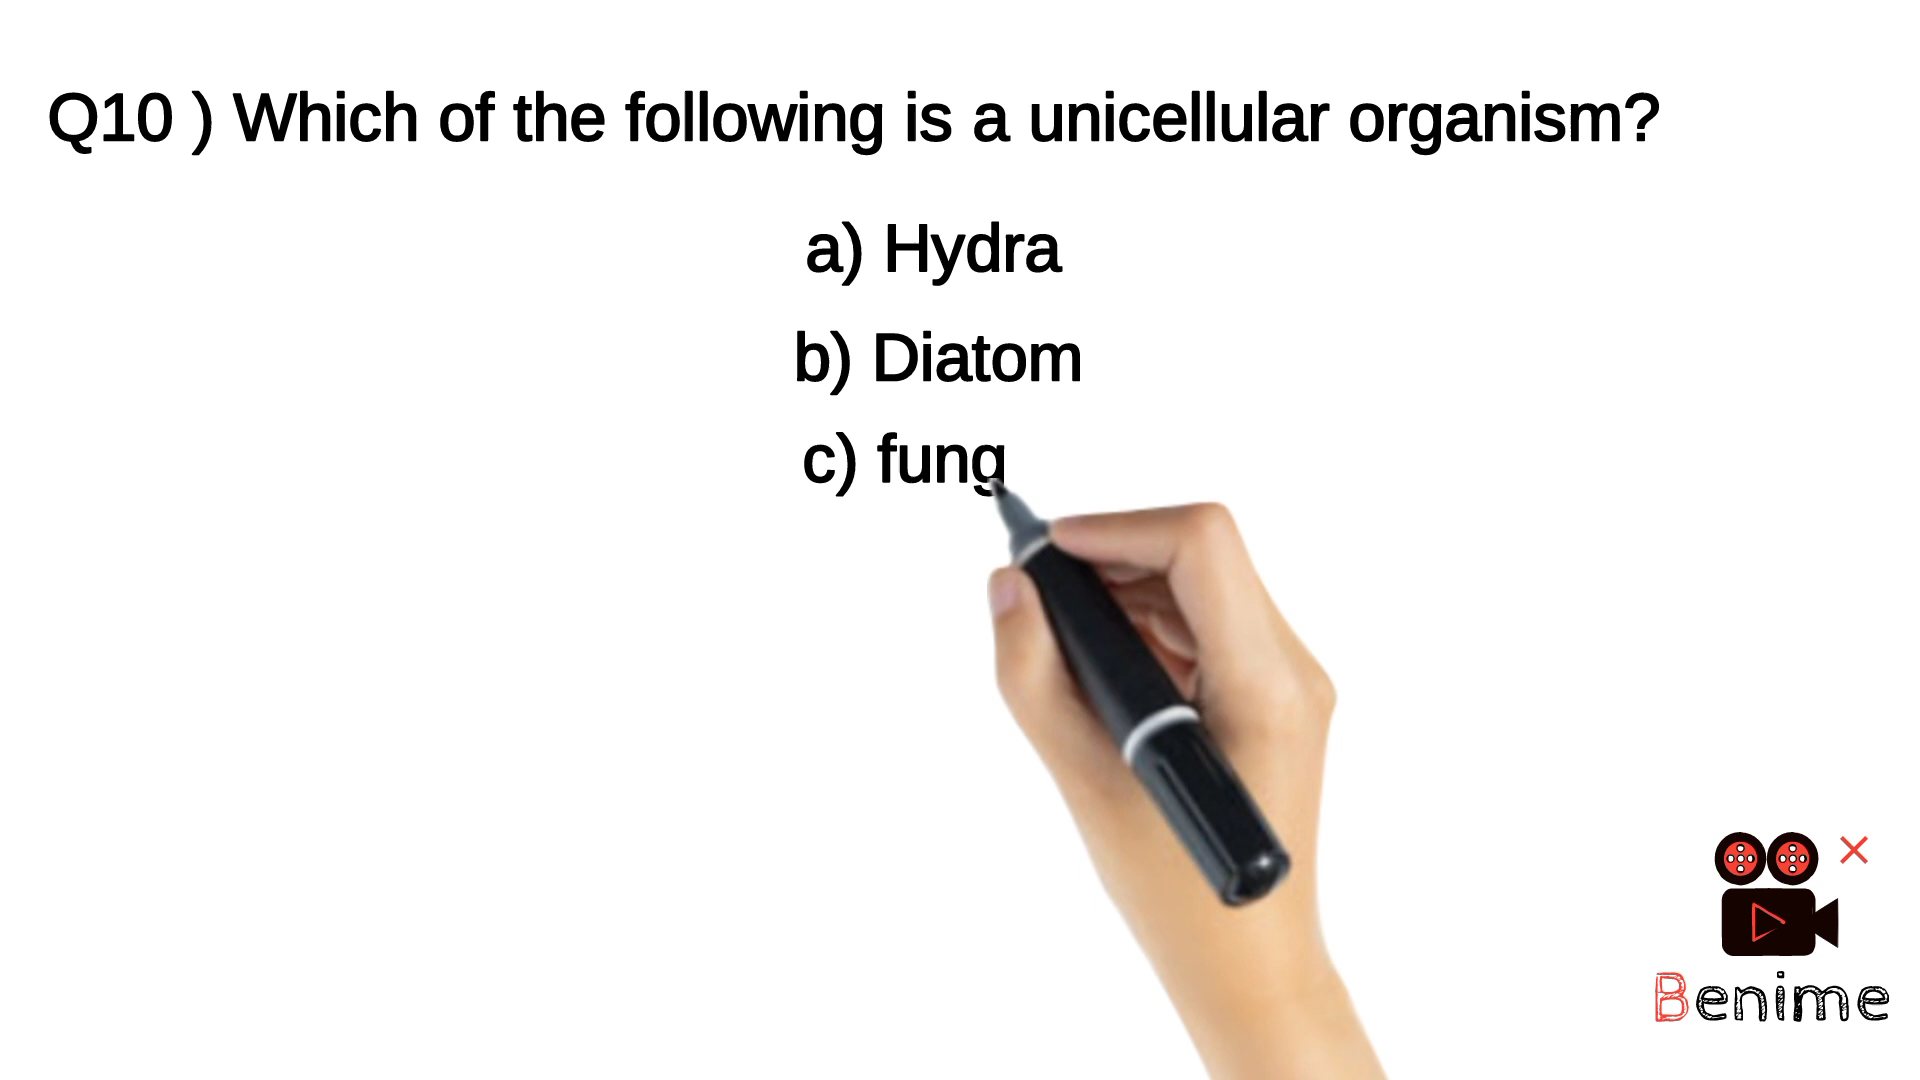 Q10 ) Which of the following is a unicellular organism?
a) Hydra
b) Diatom
c) fung
Benime